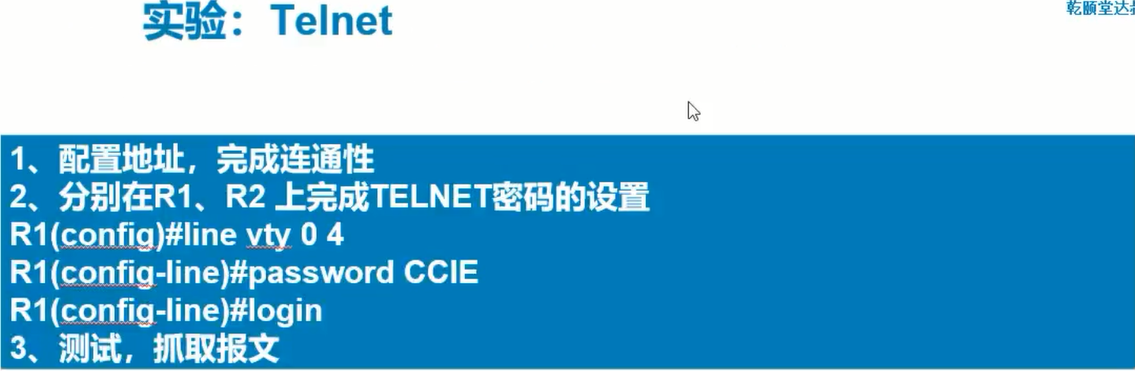 实验：Telnet
乾颐堂达
1、配置地址，完成连通性
2、分别在R1、R2 上完成TELNET密码的设置
R1(config)#line vty 0 4
R1(config-line)#password CCIE
R1(config-line)#login
3、测试，抓取报文